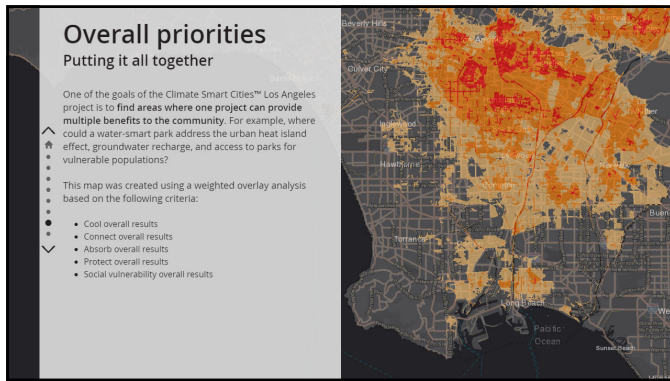 Overall priorities
Putting it all together
One of the goals of the Climate Smart Cities™ Los Angeles
project is to find areas where one project can provide
multiple benefits to the community. For example, where
could a water-smart park address the urban heat island
effect, groundwater recharge, and access to parks for
vulnerable populations?
This map was created using a weighted overlay analysis
based on the following criteria:
• Cool overall results
• Connect overall results
• Absorb overall results
• Protect overall results
• Social vulnerability overall results
Beverly Hills
Culver City
Inglewood
Hawthorne
Torrance
Long Beach
Pacific
Ocean
Sunset Beach